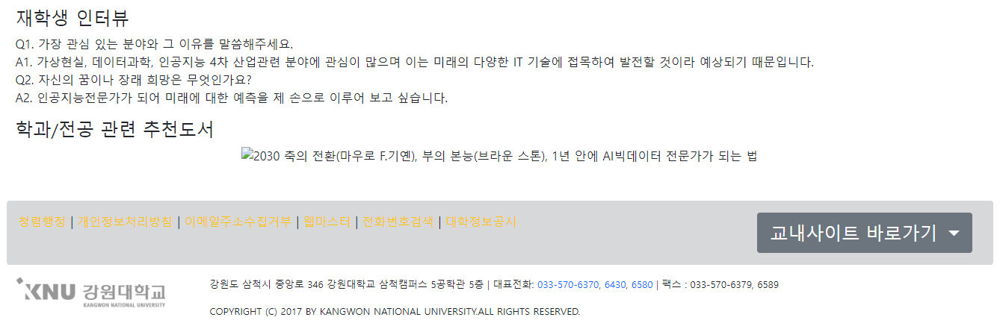 재학생 인터뷰
Q1. 가장 관심 있는 분야와 그 이유를 말씀해주세요.
A1. 가상현실, 데이터과학, 인공지능 4차 산업관련 분야에 관심이 많으며 이는 미래의 다양한 IT 기술에 접목하여 발전할 것이라 예상되기 때문입니다.
Q2. 자신의 꿈이나 장래 희망은 무엇인가요?
A2. 인공지능전문가가 되어 미래에 대한 예측을 제 손으로 이루어 보고 싶습니다.
학과/전공 관련 추천도서
2030 축의 전환(마우로 F.기옌), 부의 본능(브라운 스톤), 1년 안에 AI빅데이터 전문가가 되는 법
청렴행정 | 개인정보처리방침 | 이메일주소수집거부 | 웹마스터 | 전화번호검색 | 대학정보공시
교내사이트 바로가기
KNU 강원대학교
KANGWON NATIONAL UNIVERSITY
강원도 삼척시 중앙로 346 강원대학교 삼척캠퍼스 5공학관 5층 | 대표전화: 033-570-6370, 6430, 6580 | 팩스 : 033-570-6379, 6589
COPYRIGHT (C) 2017 BY KANGWON NATIONAL UNIVERSITY.ALL RIGHTS RESERVED.